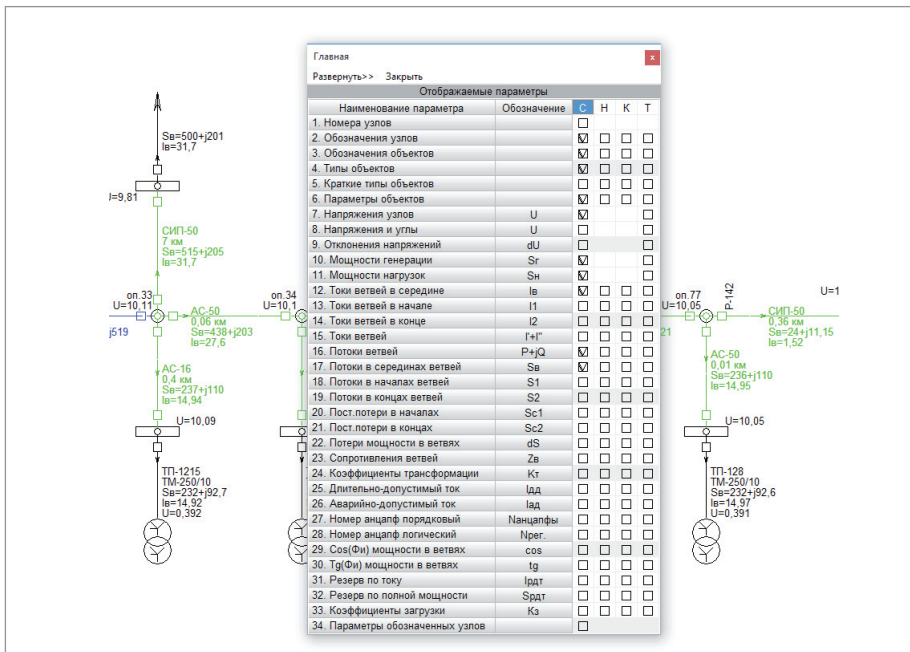 Главная
x
Развернуть>> Закрыть
Отображаемые параметры
Наименование параметра Обозначение С Н К Т
1. Номера узлов
2. Обозначения узлов
3. Обозначения объектов
4. Типы объектов
5. Краткие типы объектов
6. Параметры объектов
7. Напряжения узлов U
8. Напряжения и углы U
9. Отклонения напряжений dU
10. Мощности генерации Sг
11. Мощности нагрузок Sн
12. Токи ветвей в середине Iв
13. Токи ветвей в начале I1
14. Токи ветвей в конце I2
15. Токи ветвей I'+I"
16. Потоки ветвей P+jQ
17. Потоки в серединах ветвей Sв
18. Потоки в началах ветвей S1
19. Потоки в концах ветвей S2
20. Пост.потери в началах Sc1
21. Пост.потери в концах Sc2
22. Потери мощности в ветвях dS
23. Сопротивления ветвей Zв
24. Коэффициенты трансформации Кт
25. Длительно-допустимый ток Iдд
26. Аварийно-допустимый ток Iад
27. Номер анцапф порядковый Nанцапфы
28. Номер анцапф логический Nрег.
29. Cos(Фи) мощности в ветвях cos
30. Tg(Фи) мощности в ветвях tg
31. Резерв по току Iрдт
32. Резерв по полной мощности Sрдт
33. Коэффициенты загрузки Кз
34. Параметры обозначенных узлов
Sв=500+j201
Iв=31,7
U=9,81
СИП-50
7 км
Sв=515+j205
Iв=31,7
оп.33
U=10,11
j519
АС-50
0,06 км
Sв=438+j203
Iв=27,6
оп.34
U=10,1
АС-16
0,4 км
Sв=237+j110
Iв=14,94
U=10,09
ТП-1215
ТМ-250/10
Sв=232+j92,7
Iв=14,92
U=0,392
оп.77
U=10,05
Р-142
U=1
21
СИП-50
0,36 км
Sв=24+j11,15
Iв=1,52
АС-50
0,01 км
Sв=236+j110
Iв=14,95
U=10,05
ТП-128
ТМ-250/10
Sв=232+j92,6
Iв=14,97
U=0,391